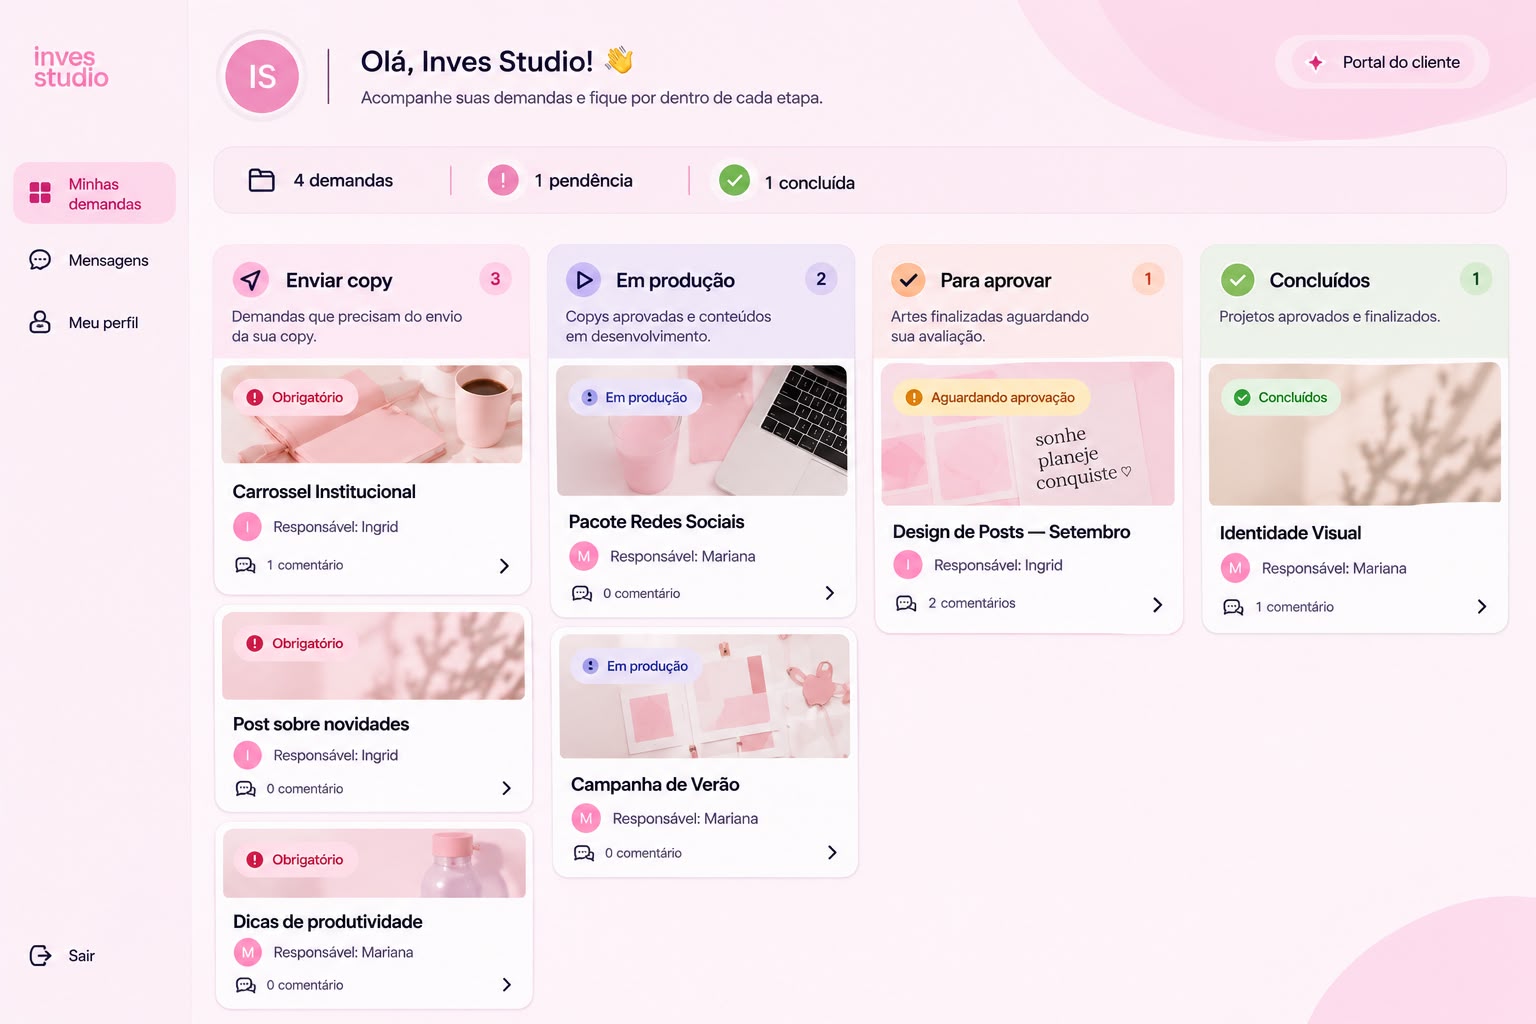 inves
studio
Minhas
demandas
Mensagens
Meu perfil
Sair
IS
Olá, Inves Studio! 👋
Acompanhe suas demandas e fique por dentro de cada etapa.
Portal do cliente
4 demandas
1 pendência
1 concluída
Enviar copy
3
Demandas que precisam do envio
da sua copy.
Obrigatório
Carrossel Institucional
I
Responsável: Ingrid
1 comentário
Obrigatório
Post sobre novidades
I
Responsável: Ingrid
0 comentário
Obrigatório
Dicas de produtividade
M
Responsável: Mariana
0 comentário
Em produção
2
Copys aprovadas e conteúdos
em desenvolvimento.
Em produção
Pacote Redes Sociais
M
Responsável: Mariana
0 comentário
Em produção
Campanha de Verão
M
Responsável: Mariana
0 comentário
Para aprovar
1
Artes finalizadas aguardando
sua avaliação.
Aguardando aprovação
sonhe
planeje
conquiste ♡
Design de Posts — Setembro
I
Responsável: Ingrid
2 comentários
Concluídos
1
Projetos aprovados e finalizados.
Concluídos
Identidade Visual
M
Responsável: Mariana
1 comentário